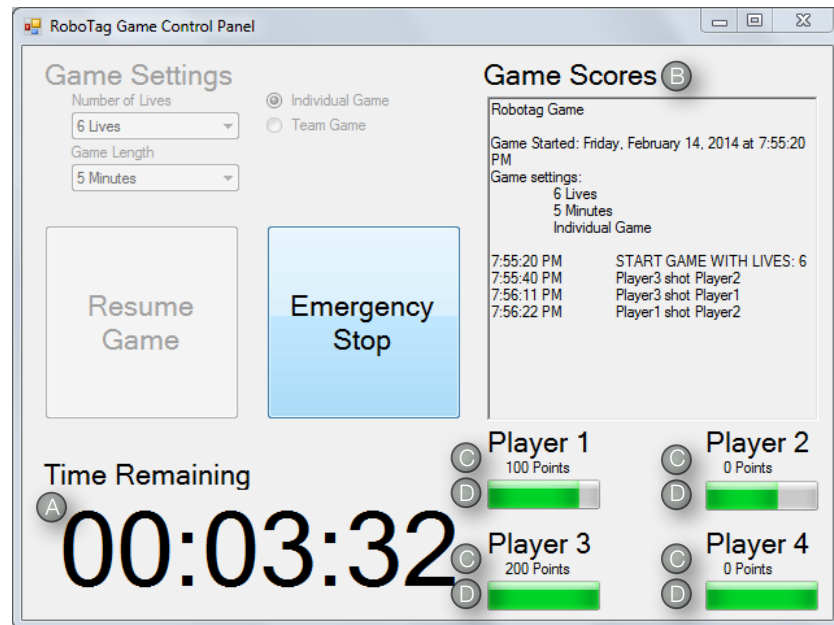 RoboTag Game Control Panel
Game Settings
Number of Lives
6 Lives
Game Length
5 Minutes
Individual Game
Team Game
Resume
Game
Emergency
Stop
Game Scores B
Robotag Game
Game Started: Friday, February 14, 2014 at 7:55:20
PM
Game settings:
6 Lives
5 Minutes
Individual Game
7:55:20 PM START GAME WITH LIVES: 6
7:55:40 PM Player3 shot Player2
7:56:11 PM Player3 shot Player1
7:56:22 PM Player1 shot Player2
Time Remaining
A
00:03:32
Player 1
C 100 Points
D
Player 2
C 0 Points
D
Player 3
C 200 Points
D
Player 4
C 0 Points
D